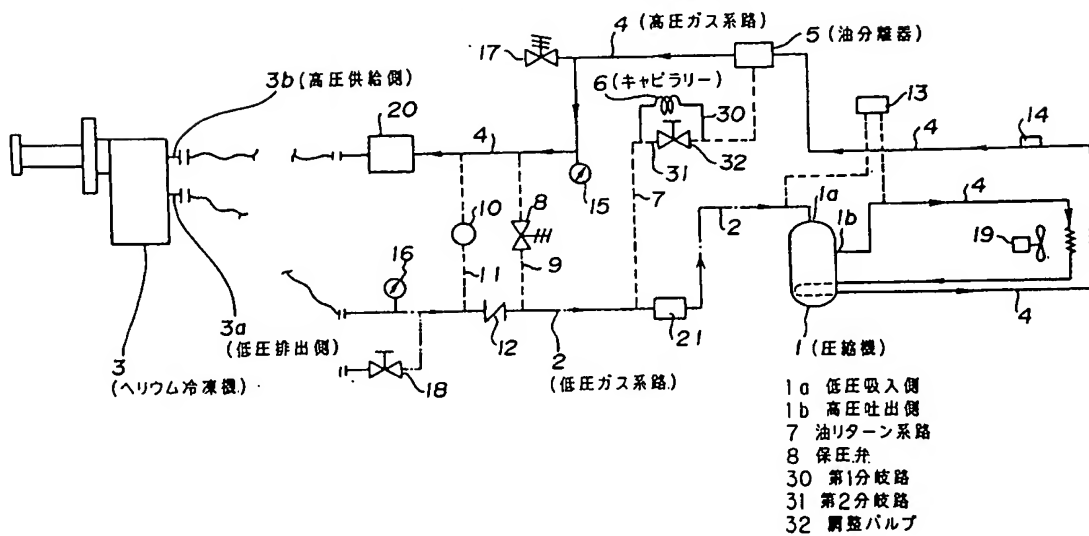 4 (高圧ガス系路)
5 (油分離器)
17
6 (キャピラリー)
13
3b (高圧供給側)
30
14
20
4
4
32
31
1a
8
15
7
1b
4
10
2
19
16
9
11
3a
(低圧排出側)
12
2
21
4
3
(ヘリウム冷凍機)
18
(低圧ガス系路)
1 (圧縮機)
1a 低圧吸入側
1b 高圧吐出側
7 油リターン系路
8 保圧弁
30 第1分岐路
31 第2分岐路
32 調整バルブ